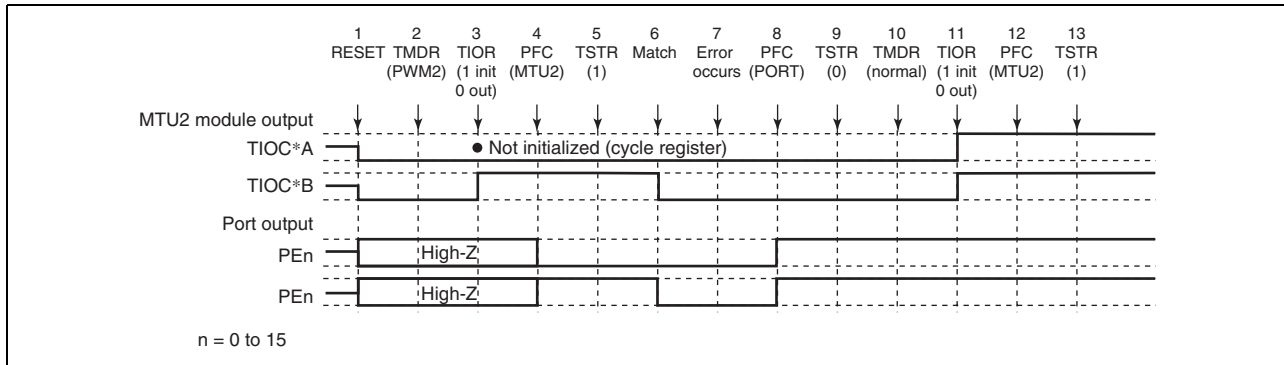 1 2 3 4 5 6 7 8 9 10 11 12 13
RESET TMDR TIOR PFC TSTR Match Error PFC TSTR TMDR TIOR PFC TSTR
(PWM2) (1 init (MTU2) (1) occurs (PORT) (0) (normal) (1 init (MTU2) (1)
0 out) 0 out)
MTU2 module output
TIOC*A
● Not initialized (cycle register)
TIOC*B
Port output
PEn High-Z
PEn High-Z
n = 0 to 15